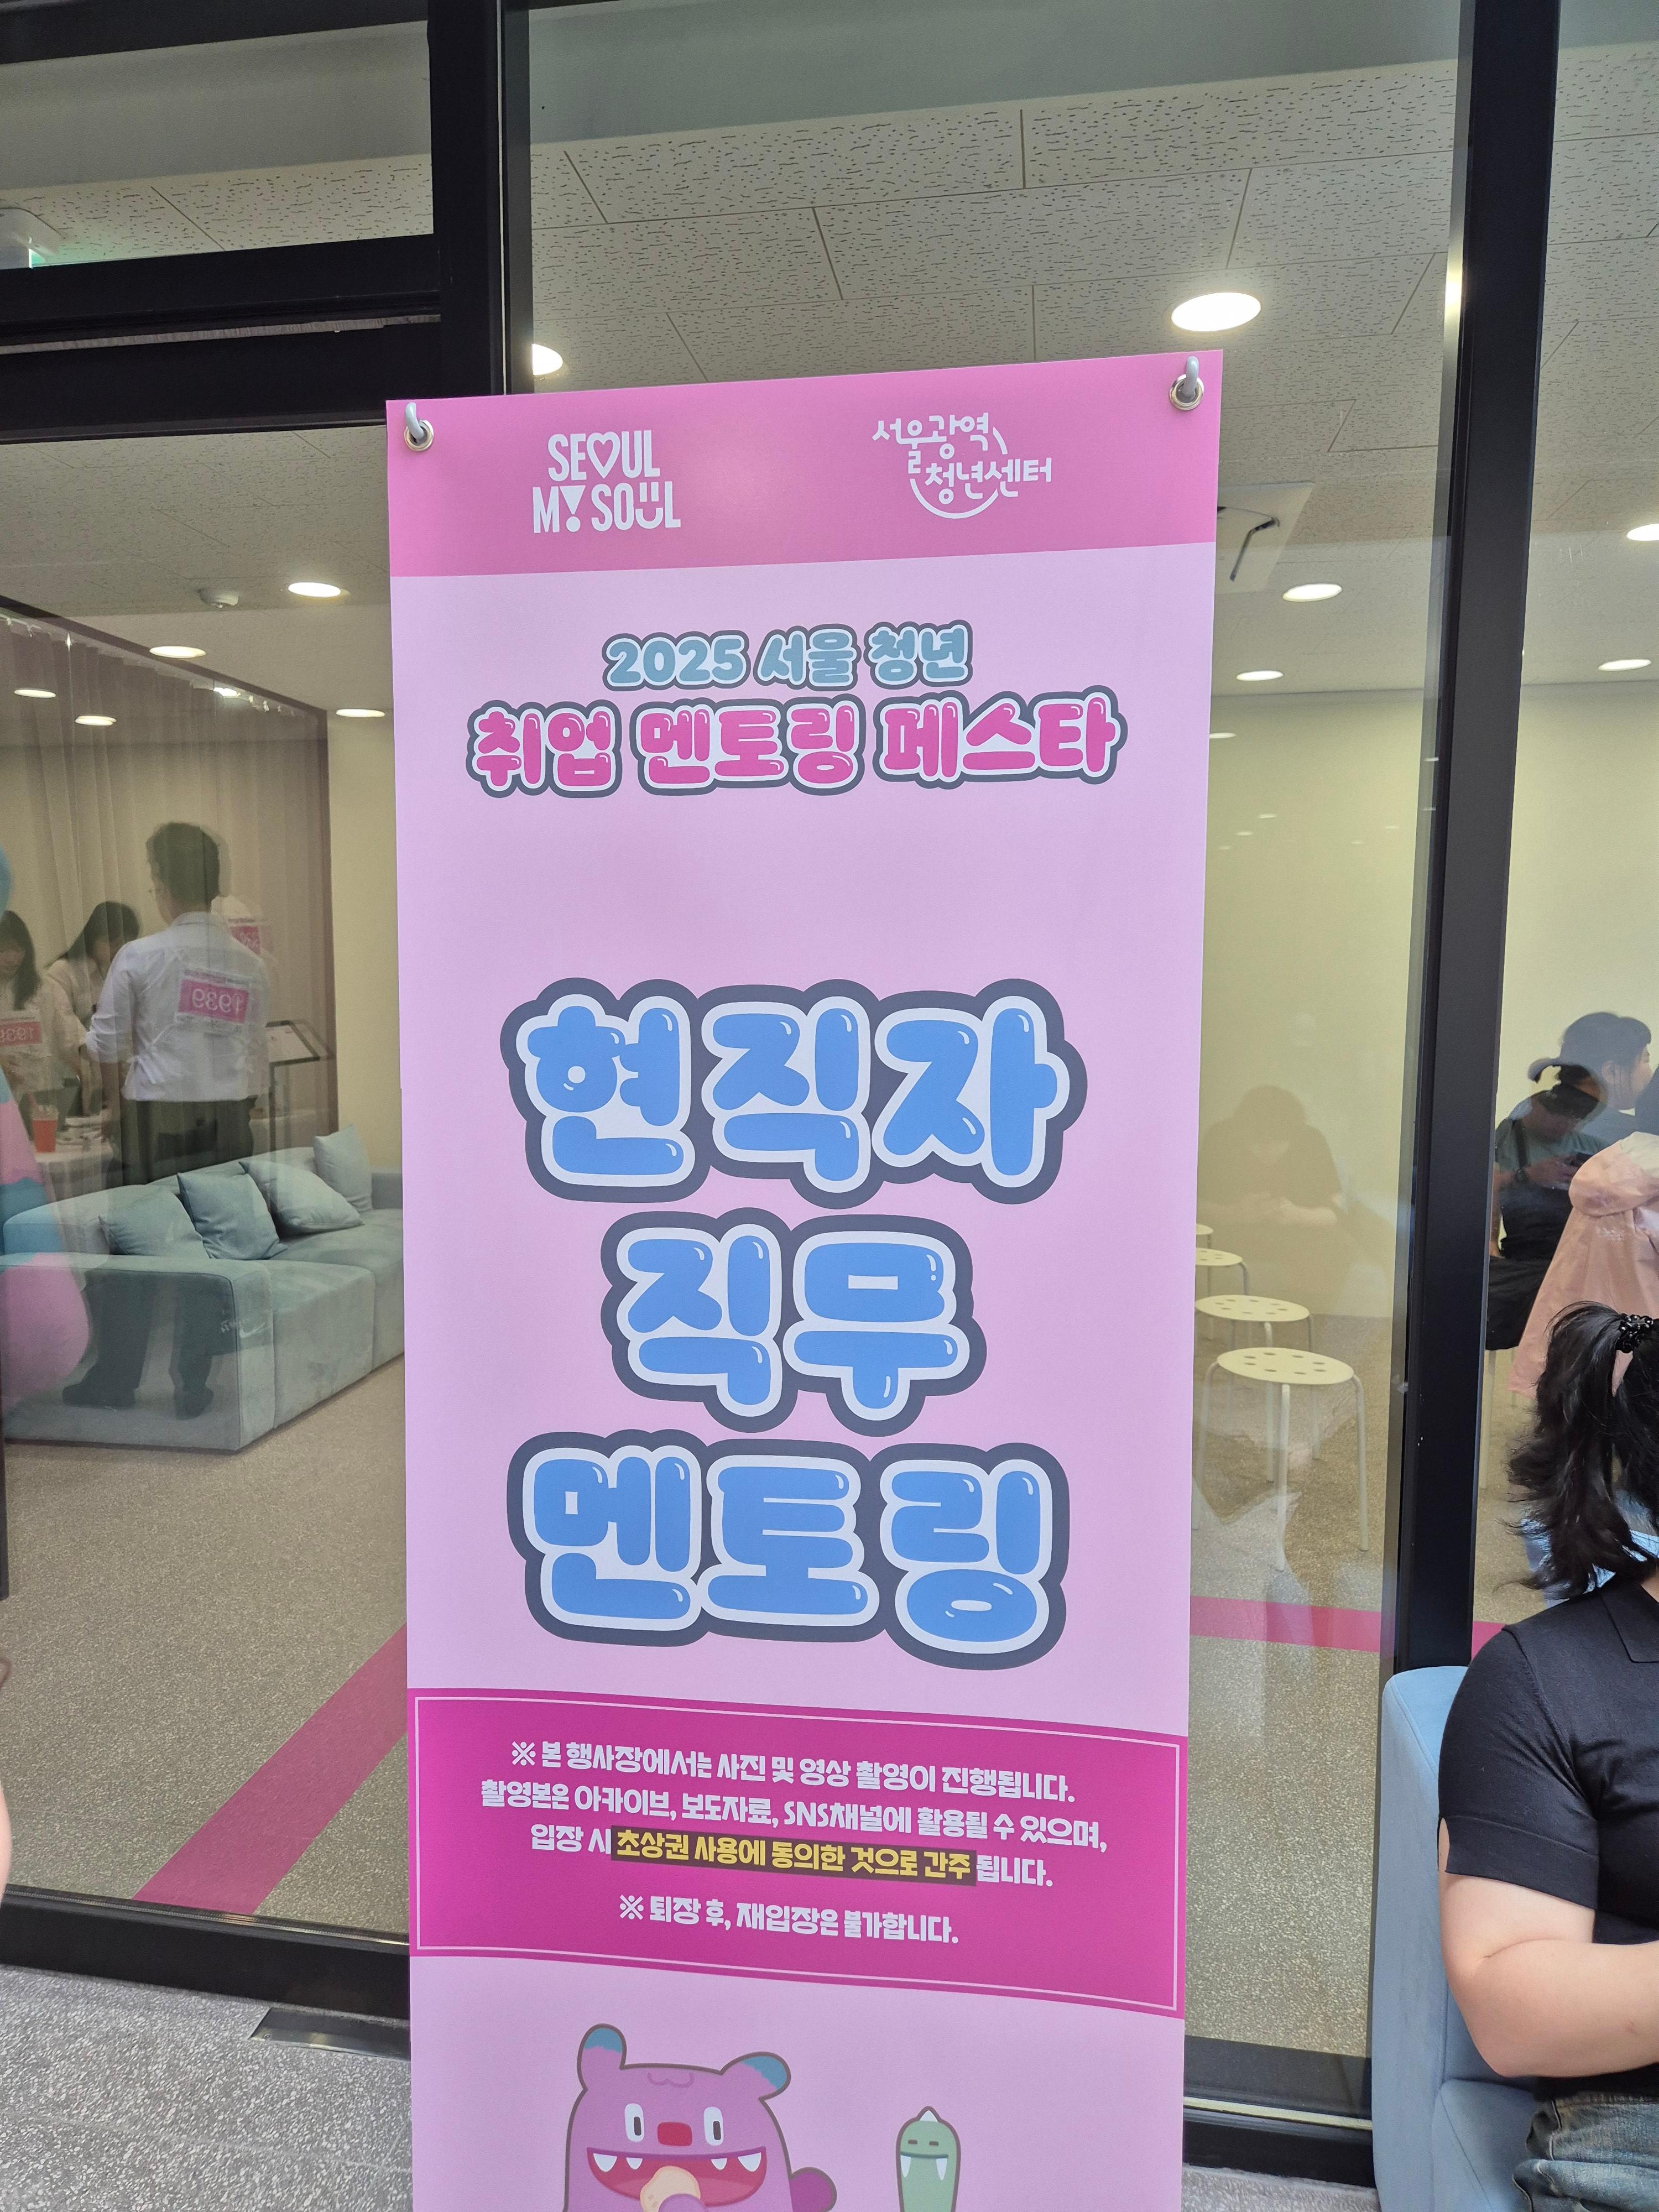 SEOUL
MY SOUL
서울광역
청년센터
2025 서울 청년
취업 멘토링 페스타
현직자
직무
멘토링
※ 본 행사장에서는 사진 및 영상 촬영이 진행됩니다.
촬영본은 아카이브, 보도자료, SNS채널에 활용될 수 있으며,
입장 시 초상권 사용에 동의한 것으로 간주 됩니다.
※ 퇴장 후, 재입장은 불가합니다.
1939